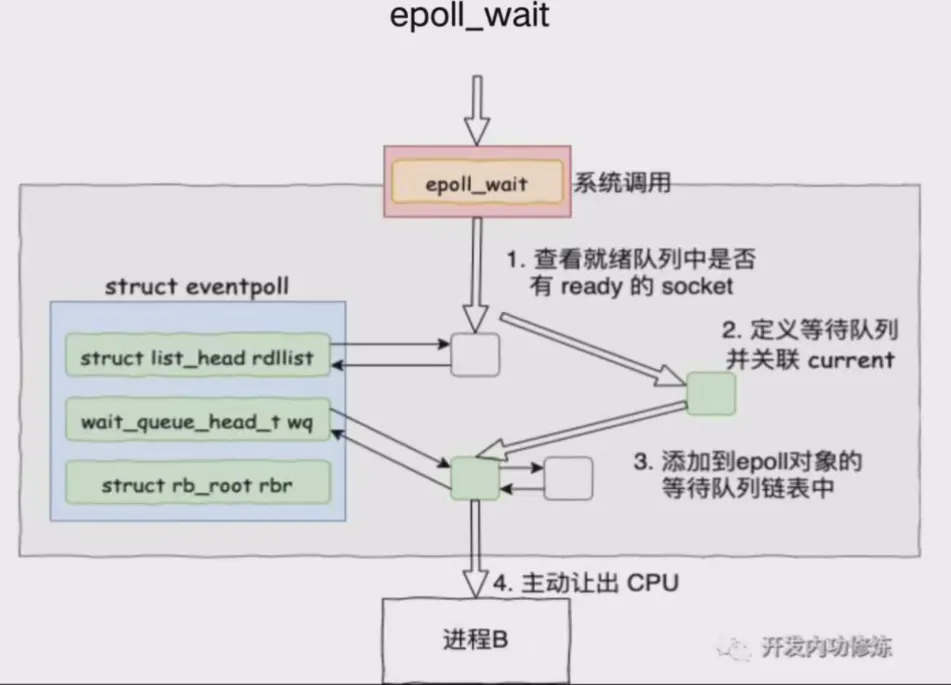 epoll_wait
epoll_wait
系统调用
1. 查看就绪队列中是否
有 ready 的 socket
struct eventpoll
struct list_head rdllist
2. 定义等待队列
并关联 current
wait_queue_head_t wq
3. 添加到epoll对象的
等待队列链表中
struct rb_root rbr
4. 主动让出 CPU
进程B
开发内功修炼